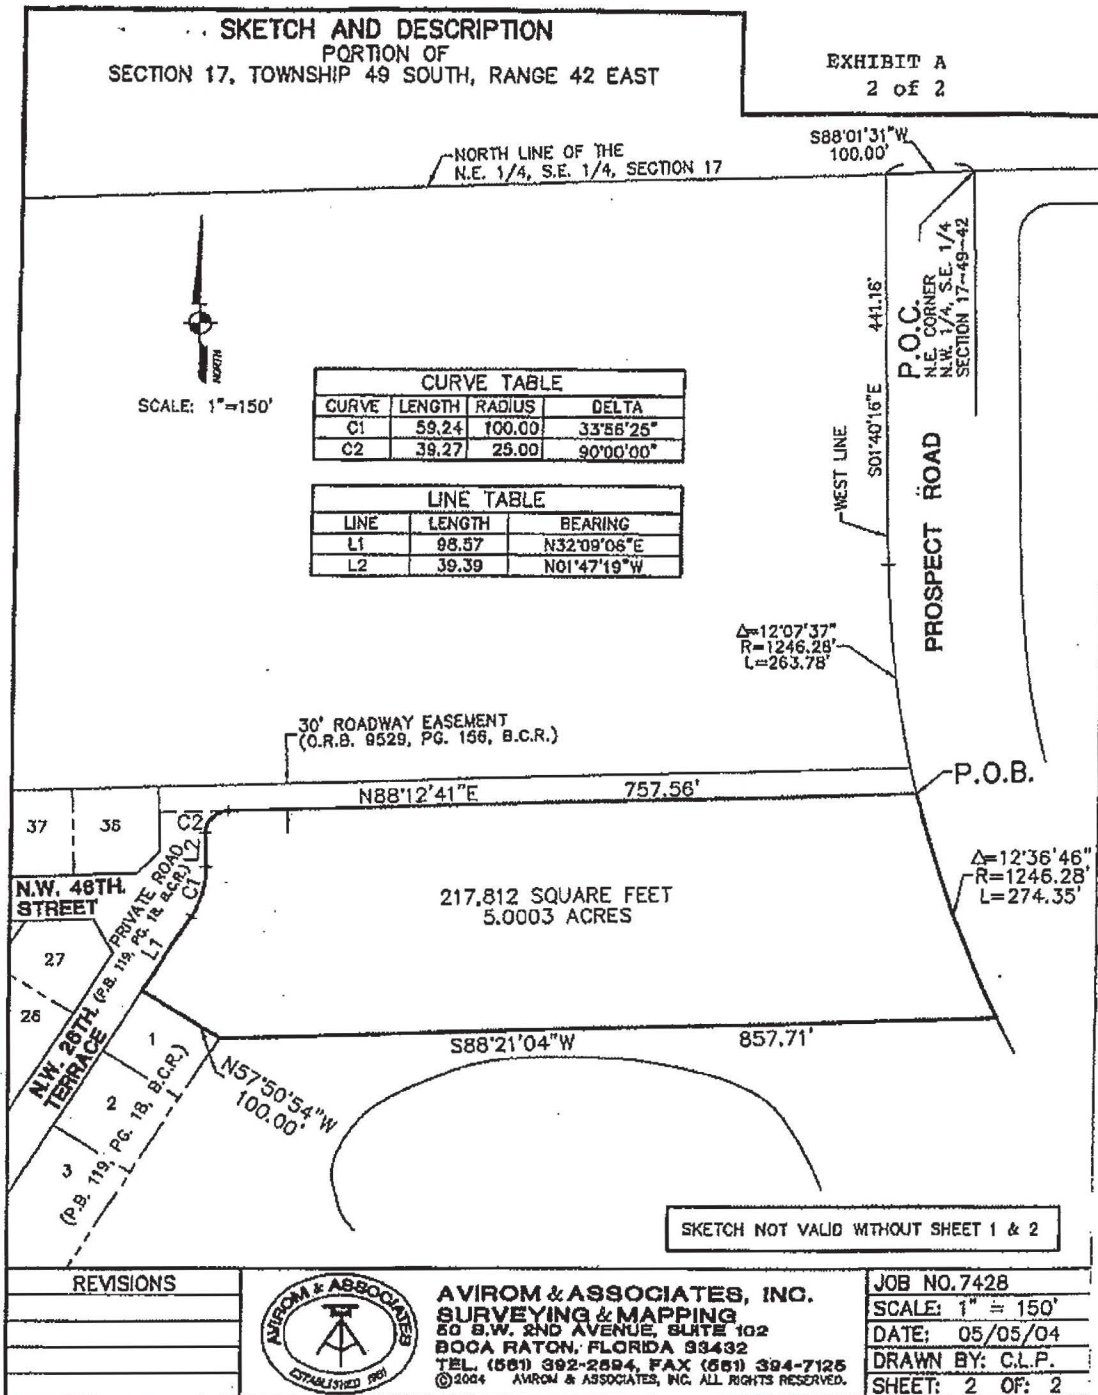 SKETCH AND DESCRIPTION
PORTION OF
SECTION 17, TOWNSHIP 49 SOUTH, RANGE 42 EAST
EXHIBIT A
2 of 2
S88°01'31"W
100.00'
NORTH LINE OF THE
N.E. 1/4, S.E. 1/4, SECTION 17
NORTH
SCALE: 1"=150'
CURVE TABLE
CURVE LENGTH RADIUS DELTA
C1 59.24 100.00 33°56'25"
C2 39.27 25.00 90°00'00"
LINE TABLE
LINE LENGTH BEARING
L1 98.57 N32°09'06"E
L2 39.39 N01°47'19"W
441.16'
S01°40'16"E
WEST LINE
P.O.C.
N.E. CORNER
N.W. 1/4, S.E. 1/4
SECTION 17-49-42
PROSPECT ROAD
Δ=12°07'37"
R=1246.28'
L=263.78'
30' ROADWAY EASEMENT
(O.R.B. 9529, PG. 156, B.C.R.)
P.O.B.
N88°12'41"E 757.56'
37
C2
L2
C1
L1
N.W. 46TH.
STREET
PRIVATE ROAD
(P.B. 119, PG. 18, B.C.R.)
Δ=12°36'46"
R=1246.28'
L=274.35'
217,812 SQUARE FEET
5.0003 ACRES
27
1
2
3
N.W. 26TH.
TERRACE
(P.B. 119, PG. 18, B.C.R.)
S88°21'04"W 857.71'
N57°50'54"W
100.00'
SKETCH NOT VALID WITHOUT SHEET 1 & 2
REVISIONS
AVIROM & ASSOCIATES
ESTABLISHED 1981
AVIROM & ASSOCIATES, INC.
SURVEYING & MAPPING
50 S.W. 2ND AVENUE, SUITE 102
BOCA RATON, FLORIDA 33432
TEL. (561) 392-2594, FAX (561) 394-7125
©2004 AVIROM & ASSOCIATES, INC. ALL RIGHTS RESERVED.
JOB NO. 7428
SCALE: 1" = 150'
DATE: 05/05/04
DRAWN BY: C.L.P.
SHEET: 2 OF: 2